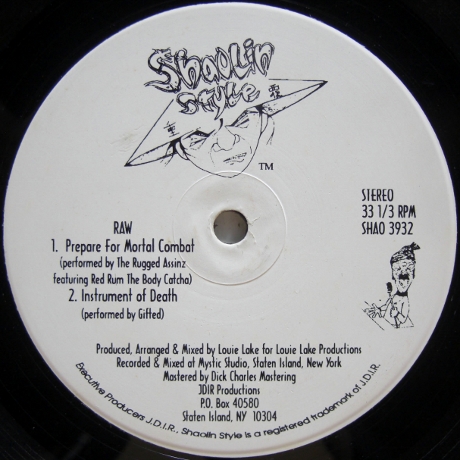 Shaolin
Style
TM
STEREO
33 1/3 RPM
SHAO 3932
RAW
1. Prepare For Mortal Combat
(performed by The Rugged Assinz
featuring Red Rum The Body Catcha)
2. Instrument of Death
(performed by Gifted)
Produced, Arranged & Mixed by Louie Lake for Louie Lake Productions
Recorded & Mixed at Mystic Studio, Staten Island, New York
Mastered by Dick Charles Mastering
JDIR Productions
P.O. Box 40580
Staten Island, NY 10304
Executive Producers J.D.I.R., Shaolin Style is a registered trademark of J.D.I.R.